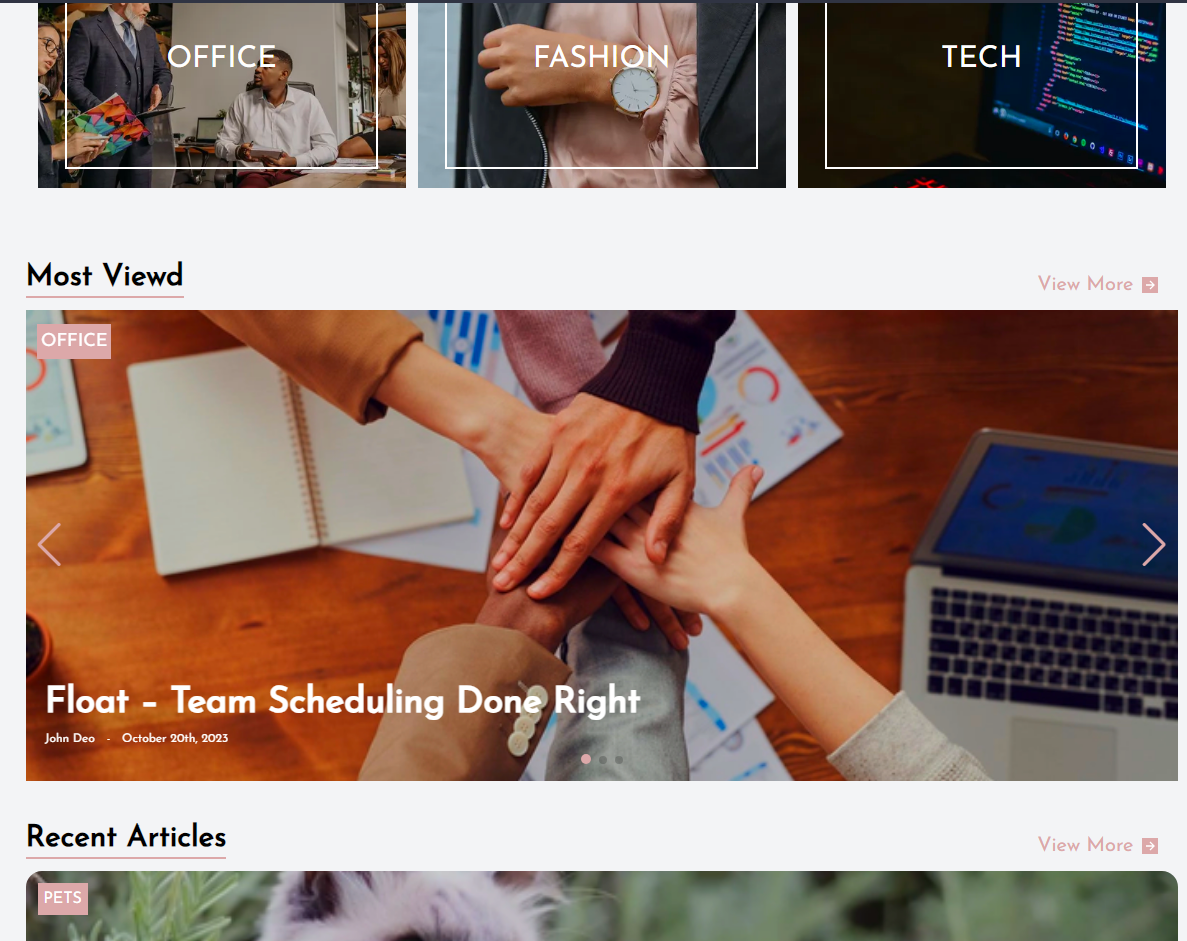 OFFICE
FASHION
TECH
Most Viewd
View More
OFFICE
Float – Team Scheduling Done Right
John Deo - October 20th, 2023
Recent Articles
View More
PETS